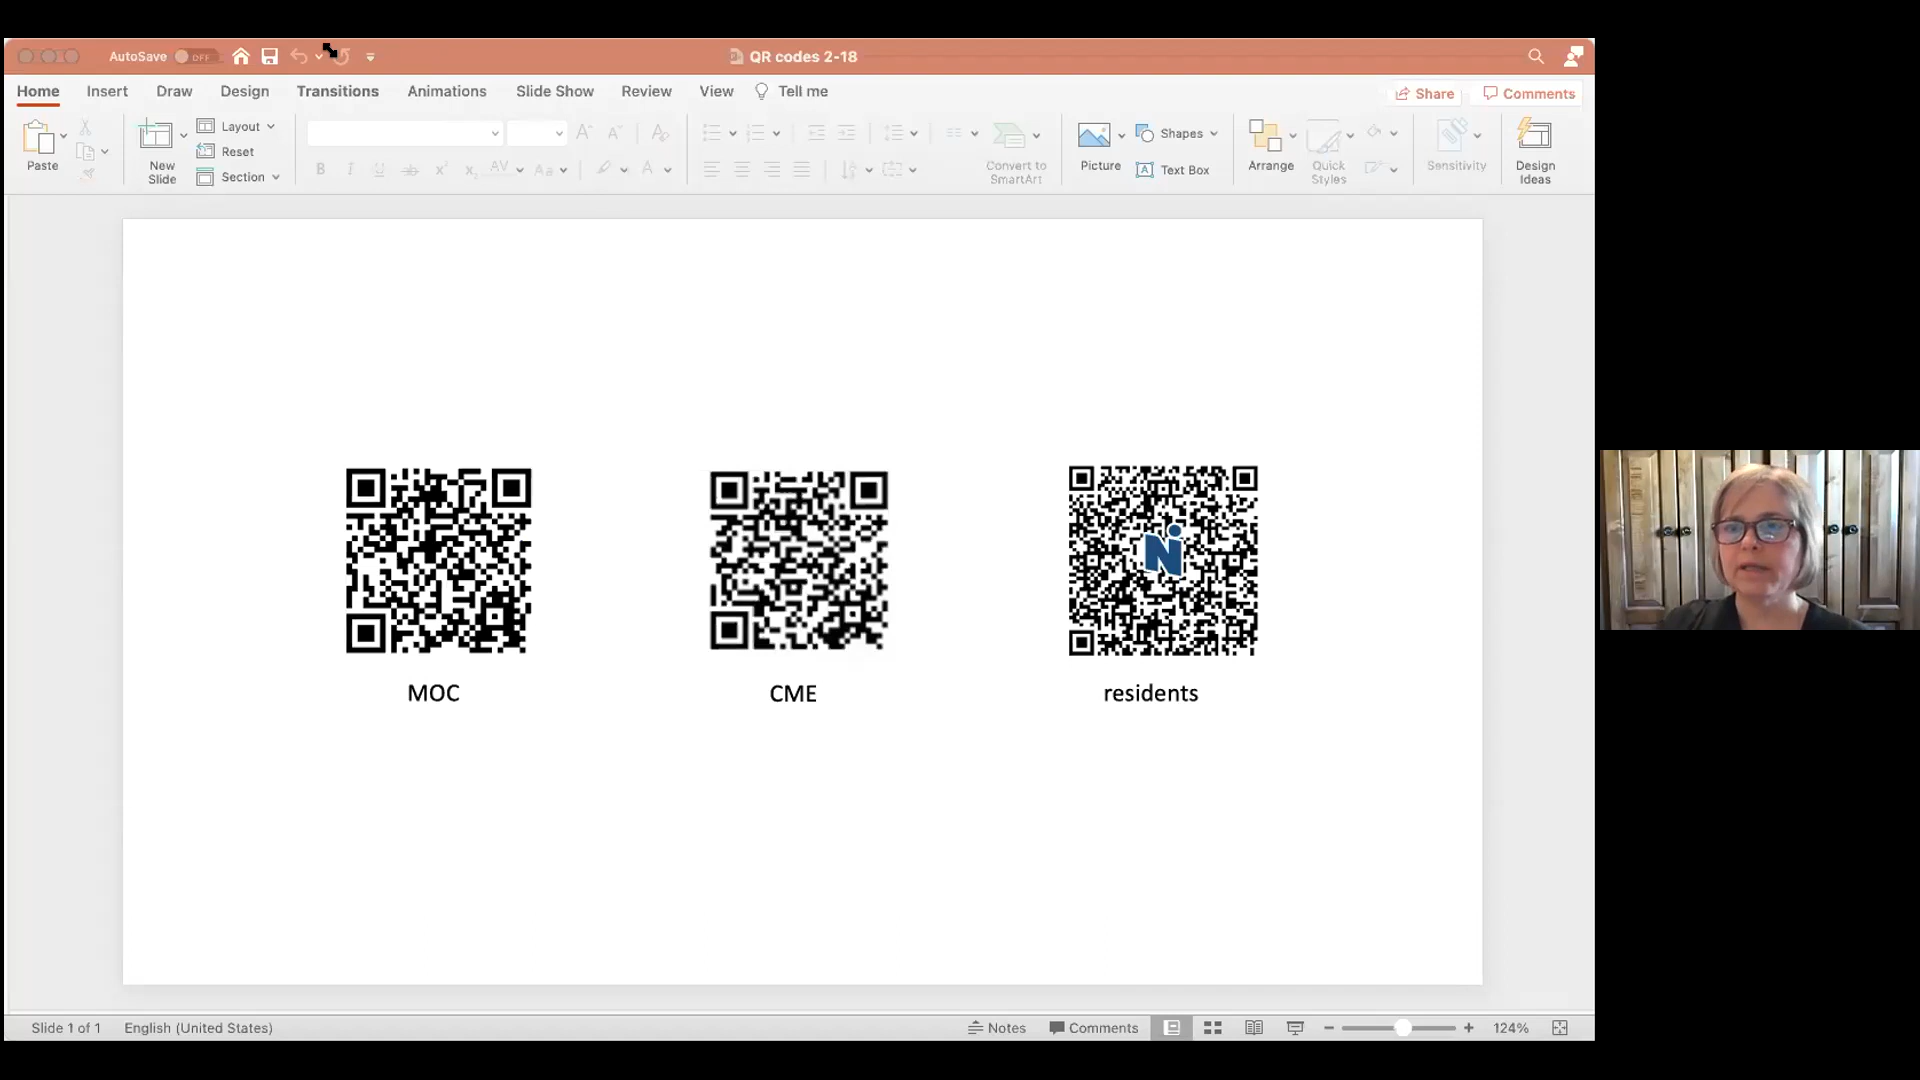 AutoSave OFF QR codes 2-18
Home Insert Draw Design Transitions Animations Slide Show Review View Tell me Share Comments
Paste New Slide Layout Reset Section Convert to SmartArt Picture Shapes Text Box Arrange Quick Styles Sensitivity Design Ideas
MOC CME residents
Slide 1 of 1 English (United States) Notes Comments 124%